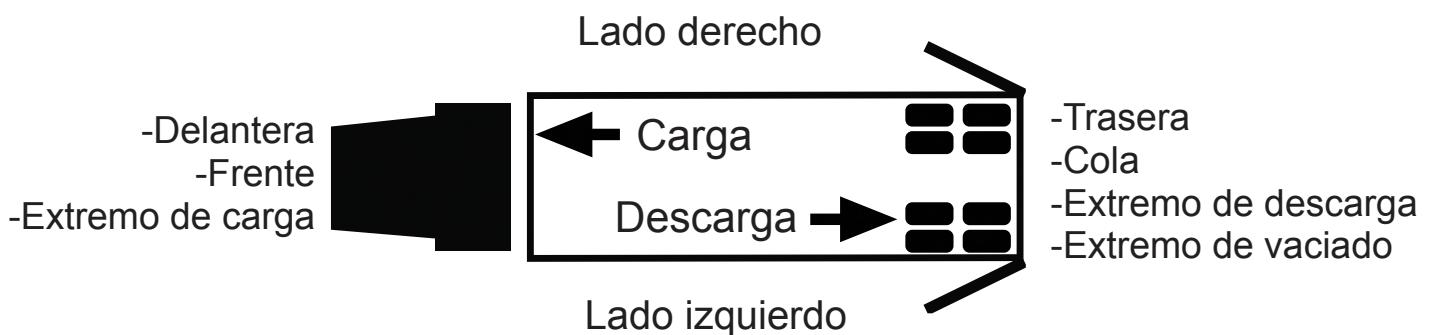 Lado derecho
-Delantera
-Frente
-Extremo de carga
Carga
Descarga
-Trasera
-Cola
-Extremo de descarga
-Extremo de vaciado
Lado izquierdo